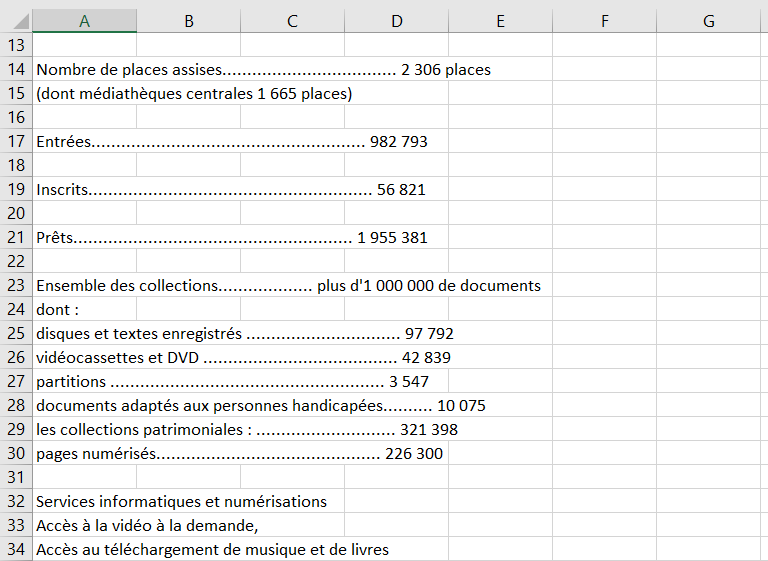 A B C D E F G
13
14 Nombre de places assises................................... 2 306 places
15 (dont médiathèques centrales 1 665 places)
16
17 Entrées....................................................... 982 793
18
19 Inscrits......................................................... 56 821
20
21 Prêts........................................................ 1 955 381
22
23 Ensemble des collections................... plus d'1 000 000 de documents
24 dont :
25 disques et textes enregistrés ............................... 97 792
26 vidéocassettes et DVD ....................................... 42 839
27 partitions ....................................................... 3 547
28 documents adaptés aux personnes handicapées.......... 10 075
29 les collections patrimoniales : ............................ 321 398
30 pages numérisés............................................. 226 300
31
32 Services informatiques et numérisations
33 Accès à la vidéo à la demande,
34 Accès au téléchargement de musique et de livres